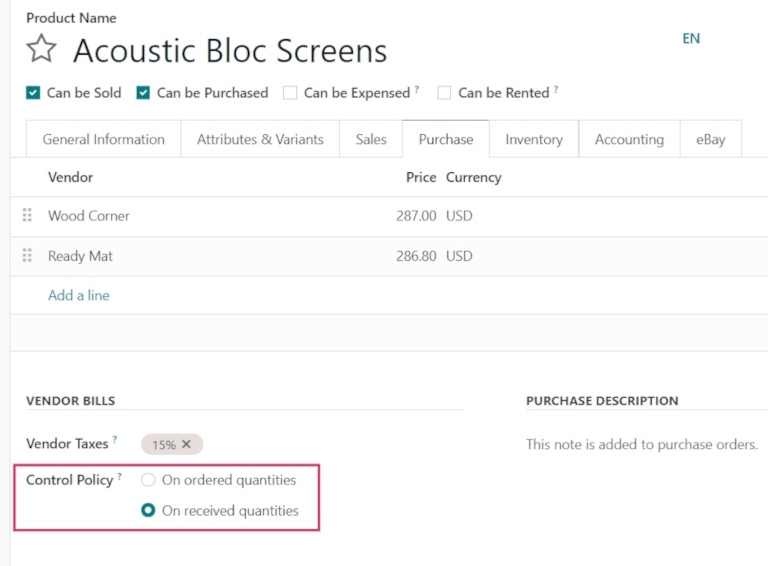 Product Name
Acoustic Bloc Screens
EN
Can be Sold Can be Purchased Can be Expensed ? Can be Rented ?
General Information Attributes & Variants Sales Purchase Inventory Accounting eBay
Vendor Price Currency
Wood Corner 287.00 USD
Ready Mat 286.80 USD
Add a line
VENDOR BILLS PURCHASE DESCRIPTION
Vendor Taxes ? 15% This note is added to purchase orders.
Control Policy ? On ordered quantities
On received quantities